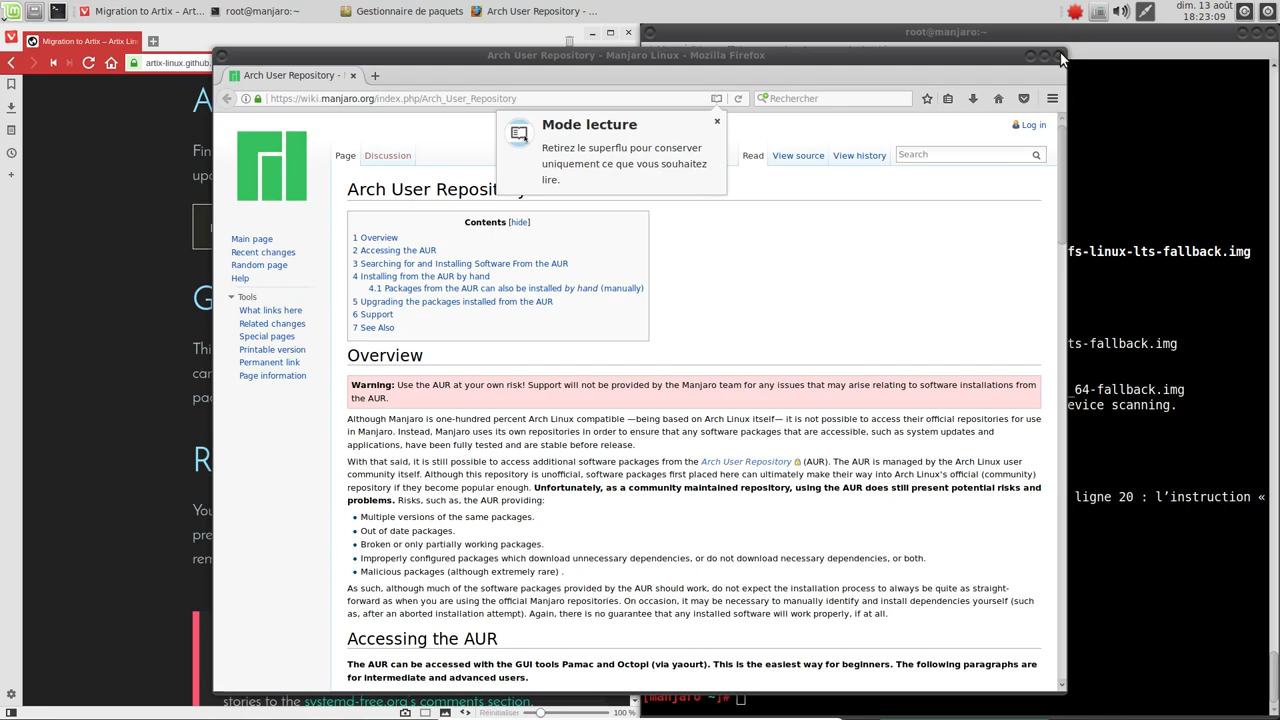 Migration to Artix – Art...
root@manjaro:~
Gestionnaire de paquets
Arch User Repository - ...
dim. 13 août
18:23:09
Migration to Artix – Artix Lin
artix-linux.github.
root@manjaro:~
Arch User Repository - Manjaro Linux - Mozilla Firefox
Arch User Repository -
https://wiki.manjaro.org/index.php/Arch_User_Repository
Rechercher
Mode lecture
Retirez le superflu pour conserver
uniquement ce que vous souhaitez
lire.
Log in
Page
Discussion
Read
View source
View history
Search
Arch User Repository
Contents [hide]
1 Overview
2 Accessing the AUR
3 Searching for and Installing Software From the AUR
4 Installing from the AUR by hand
4.1 Packages from the AUR can also be installed by hand (manually)
5 Upgrading the packages installed from the AUR
6 Support
7 See Also
Main page
Recent changes
Random page
Help
Tools
What links here
Related changes
Special pages
Printable version
Permanent link
Page information
Overview
Warning: Use the AUR at your own risk! Support will not be provided by the Manjaro team for any issues that may arise relating to software installations from
the AUR.
Although Manjaro is one-hundred percent Arch Linux compatible —being based on Arch Linux itself— it is not possible to access their official repositories for use
in Manjaro. Instead, Manjaro uses its own repositories in order to ensure that any software packages that are accessible, such as system updates and
applications, have been fully tested and are stable before release.
With that said, it is still possible to access additional software packages from the Arch User Repository (AUR). The AUR is managed by the Arch Linux user
community itself. Although this repository is unofficial, software packages first placed here can ultimately make their way into Arch Linux's official (community)
repository if they become popular enough. Unfortunately, as a community maintained repository, using the AUR does still present potential risks and
problems. Risks, such as, the AUR providing:
Multiple versions of the same packages.
Out of date packages.
Broken or only partially working packages.
Improperly configured packages which download unnecessary dependencies, or do not download necessary dependencies, or both.
Malicious packages (although extremely rare) .
As such, although much of the software packages provided by the AUR should work, do not expect the installation process to always be quite as straight-
forward as when you are using the official Manjaro repositories. On occasion, it may be necessary to manually identify and install dependencies yourself (such
as, after an aborted installation attempt). Again, there is no guarantee that any installed software will work properly, if at all.
Accessing the AUR
The AUR can be accessed with the GUI tools Pamac and Octopi (via yaourt). This is the easiest way for beginners. The following paragraphs are
for intermediate and advanced users.
A
Fin
upd
G
Thi
can
pac
R
You
pre
rem
stories to the systemd-free.org's comments section.
Réinitialiser
100 %
fs-linux-lts-fallback.img
ts-fallback.img
_64-fallback.img
evice scanning.
ligne 20 : l’instruction «
[manjaro ~]#